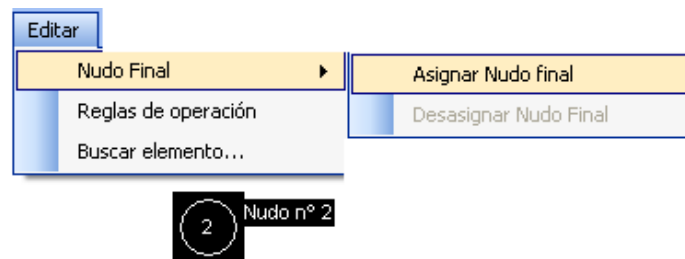 Editar
Nudo Final
Asignar Nudo final
Reglas de operación
Desasignar Nudo Final
Buscar elemento...
2
Nudo nº 2